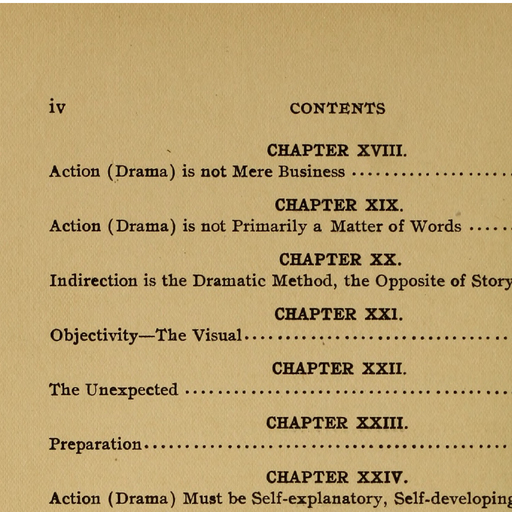 iv CONTENTS
CHAPTER XVIII.
Action (Drama) is not Mere Business ..................
CHAPTER XIX.
Action (Drama) is not Primarily a Matter of Words .....
CHAPTER XX.
Indirection is the Dramatic Method, the Opposite of Story
CHAPTER XXI.
Objectivity—The Visual..............................
CHAPTER XXII.
The Unexpected ....................................
CHAPTER XXIII.
Preparation........................................
CHAPTER XXIV.
Action (Drama) Must be Self-explanatory, Self-developing